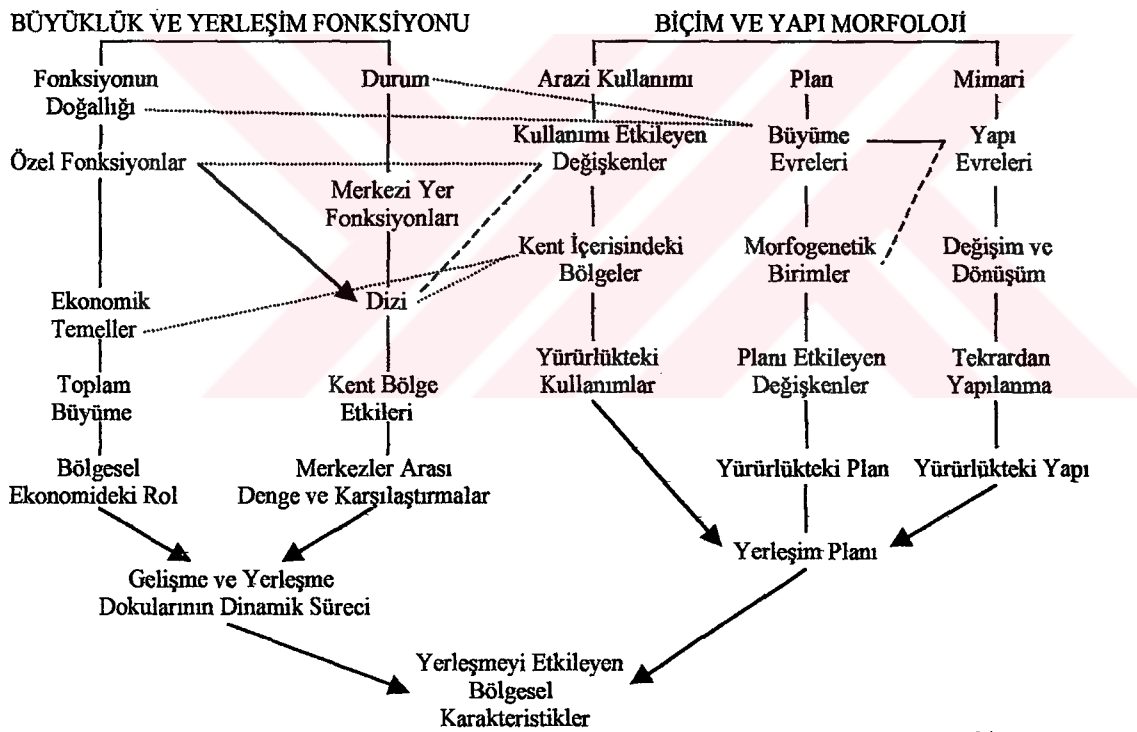 BÜYÜKLÜK VE YERLEŞİM FONKSİYONU
BİÇİM VE YAPI MORFOLOJİ
Fonksiyonun
Doğallığı
Durum
Arazi Kullanımı
Plan
Mimari
Özel Fonksiyonlar
Kullanımı Etkileyen
Değişkenler
Büyüme
Evreleri
Yapı
Evreleri
Merkezi Yer
Fonksiyonları
Kent İçerisindeki
Bölgeler
Morfogenetik
Birimler
Değişim ve
Dönüşüm
Ekonomik
Temeller
Dizi
Yürürlükteki
Kullanımlar
Planı Etkileyen
Değişkenler
Tekrardan
Yapılanma
Toplam
Büyüme
Kent Bölge
Etkileri
Bölgesel
Ekonomideki Rol
Merkezler Arası
Denge ve Karşılaştırmalar
Yürürlükteki Plan
Yürürlükteki Yapı
Yerleşim Planı
Gelişme ve Yerleşme
Dokularının Dinamik Süreci
Yerleşmeyi Etkileyen
Bölgesel
Karakteristikler